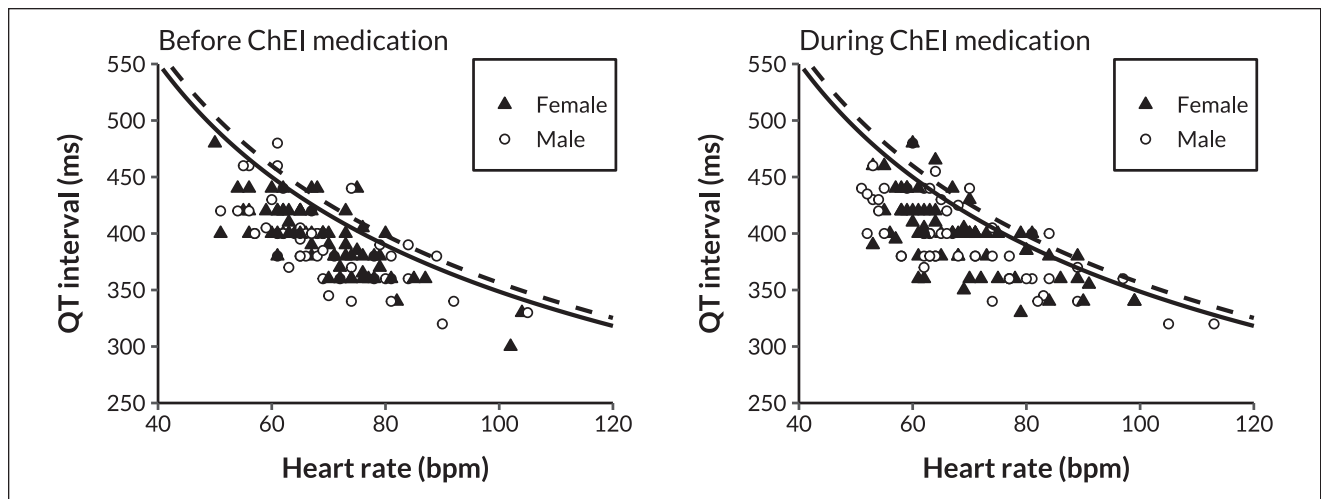 Before ChEI medication
550
500
450
400
350
300
250
QT interval (ms)
Female
Male
40 60 80 100 120
Heart rate (bpm)
During ChEI medication
550
500
450
400
350
300
250
QT interval (ms)
Female
Male
40 60 80 100 120
Heart rate (bpm)